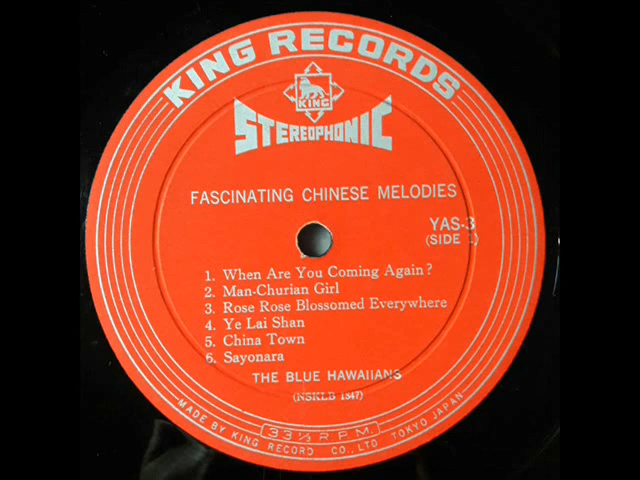 KING RECORDS
KING
STEREOPHONIC
FASCINATING CHINESE MELODIES
YAS-3
(SIDE 1)
1. When Are You Coming Again?
2. Man-Churian Girl
3. Rose Rose Blossomed Everywhere
4. Ye Lai Shan
5. China Town
6. Sayonara
THE BLUE HAWAIIANS
(NSKLB 1347)
33⅓ R.P.M.
MADE BY KING RECORD CO., LTD TOKYO JAPAN